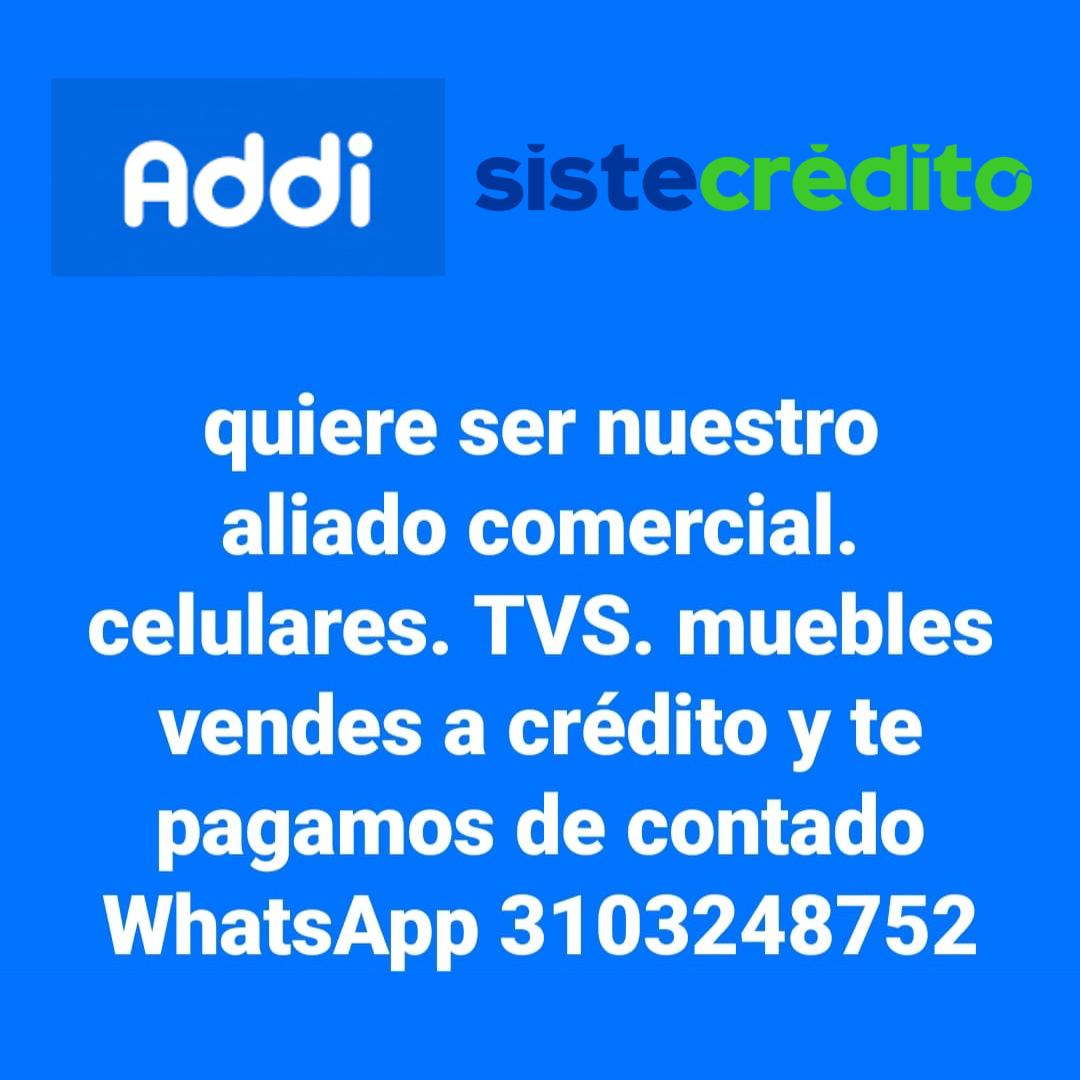 Addi sistecrédito
quiere ser nuestro
aliado comercial.
celulares. TVS. muebles
vendes a crédito y te
pagamos de contado
WhatsApp 3103248752